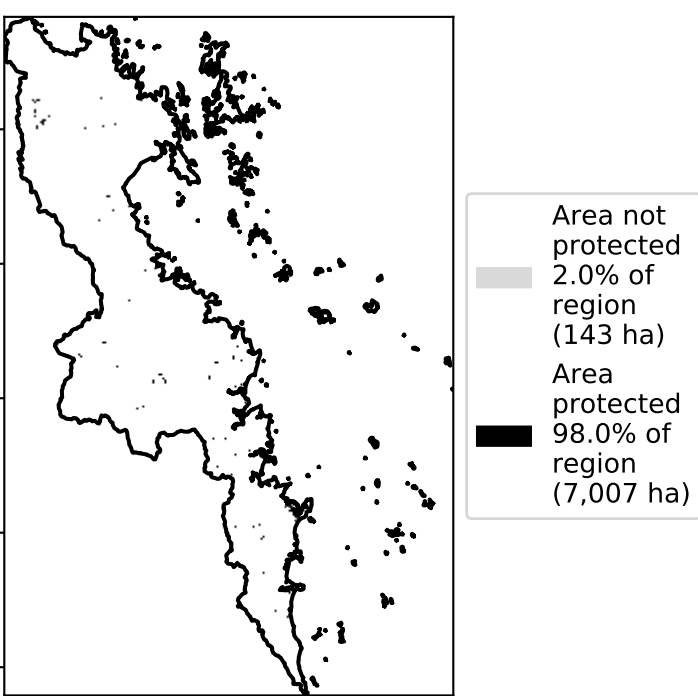 Area not
protected
2.0% of
region
(143 ha)
Area
protected
98.0% of
region
(7,007 ha)